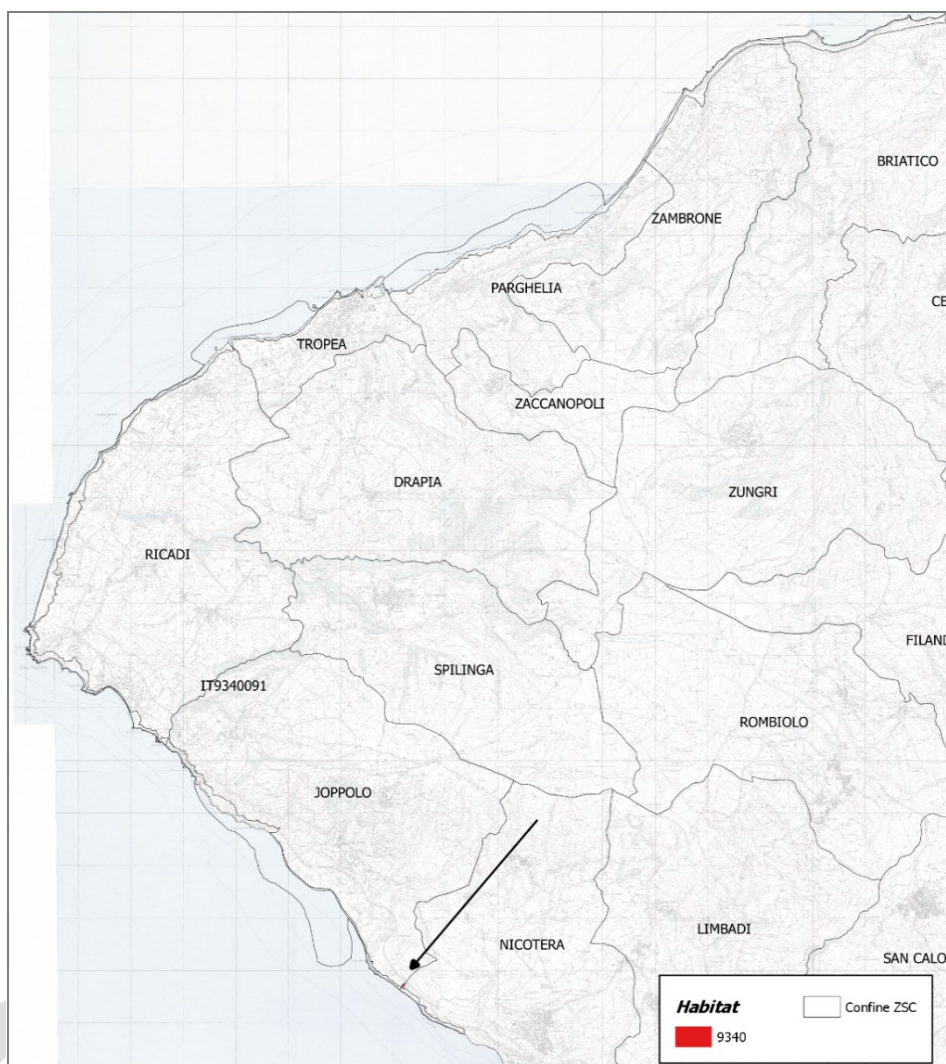 BRIATICO
ZAMBRONE
PARGHELIA
CE
TROPEA
ZACCANOPOLI
DRAPIA
ZUNGRI
RICADI
FILAND
SPILINGA
IT9340091
ROMBIOLO
JOPPOLO
LIMBADI
NICOTERA
SAN CALO
Habitat
Confine ZSC
9340